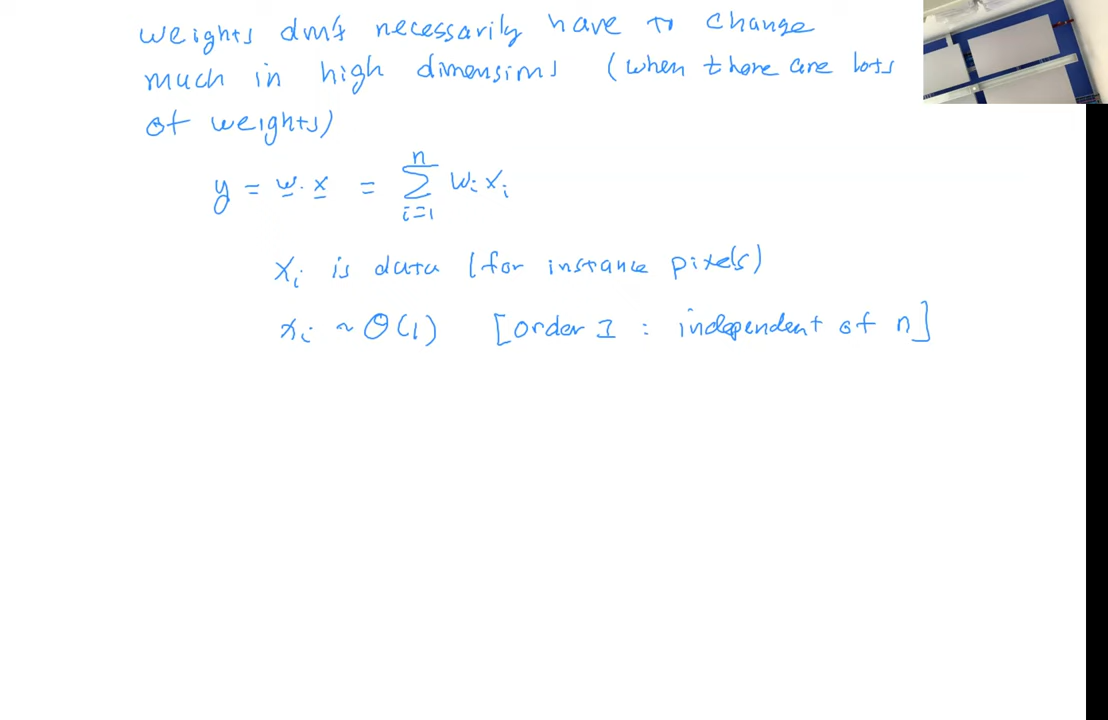 weights don't necessarily have to change
much in high dimensions (when there are lots
of weights)
y = w · x = ∑_{i=1}^{n} w_i x_i
x_i is data (for instance pixels)
x_i ~ O(1) [order 1 : independent of n]